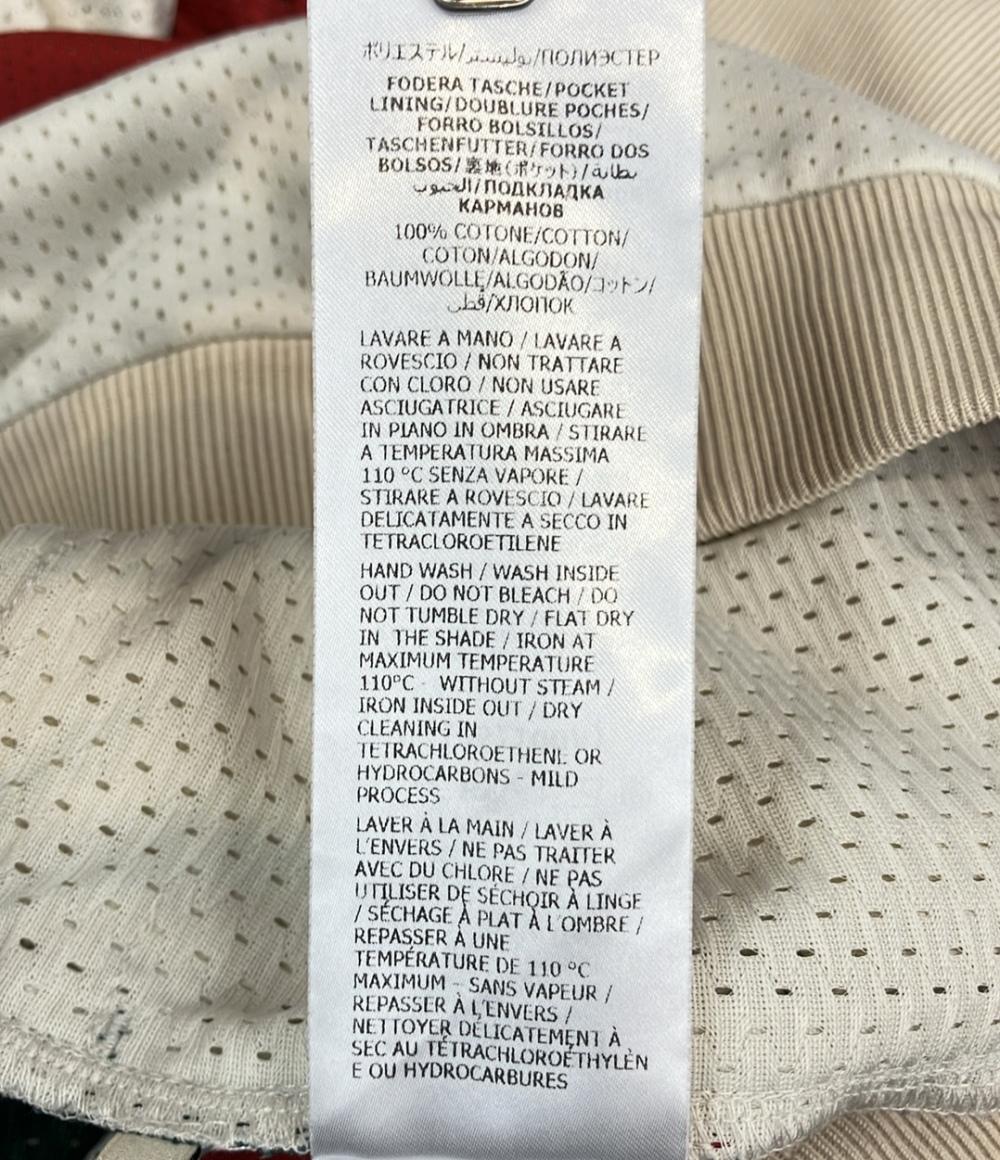 ポリエステル/بوليستر/ПОЛИЭСТЕР
FODERA TASCHE/POCKET
LINING/DOUBLURE POCHES/
FORRO BOLSILLOS/
TASCHENFUTTER/FORRO DOS
BOLSOS/裏地(ポケット)/بطانة
الجيوب/ПОДКЛАДКА
КАРМАНОВ
100% COTONE/COTTON/
COTON/ALGODON/
BAUMWOLLE/ALGODÃO/コットン/
قطن/ХЛОПОК
LAVARE A MANO / LAVARE A
ROVESCIO / NON TRATTARE
CON CLORO / NON USARE
ASCIUGATRICE / ASCIUGARE
IN PIANO IN OMBRA / STIRARE
A TEMPERATURA MASSIMA
110 °C SENZA VAPORE /
STIRARE A ROVESCIO / LAVARE
DELICATAMENTE A SECCO IN
TETRACLOROETILENE
HAND WASH / WASH INSIDE
OUT / DO NOT BLEACH / DO
NOT TUMBLE DRY / FLAT DRY
IN THE SHADE / IRON AT
MAXIMUM TEMPERATURE
110°C - WITHOUT STEAM /
IRON INSIDE OUT / DRY
CLEANING IN
TETRACHLOROETHENE OR
HYDROCARBONS - MILD
PROCESS
LAVER À LA MAIN / LAVER À
L'ENVERS / NE PAS TRAITER
AVEC DU CHLORE / NE PAS
UTILISER DE SÉCHOIR À LINGE
/ SÉCHAGE À PLAT À L'OMBRE /
REPASSER À UNE
TEMPÉRATURE DE 110 °C
MAXIMUM - SANS VAPEUR /
REPASSER À L'ENVERS /
NETTOYER DÉLICATEMENT À
SEC AU TÉTRACHLOROÉTHYLÈN
E OU HYDROCARBURES